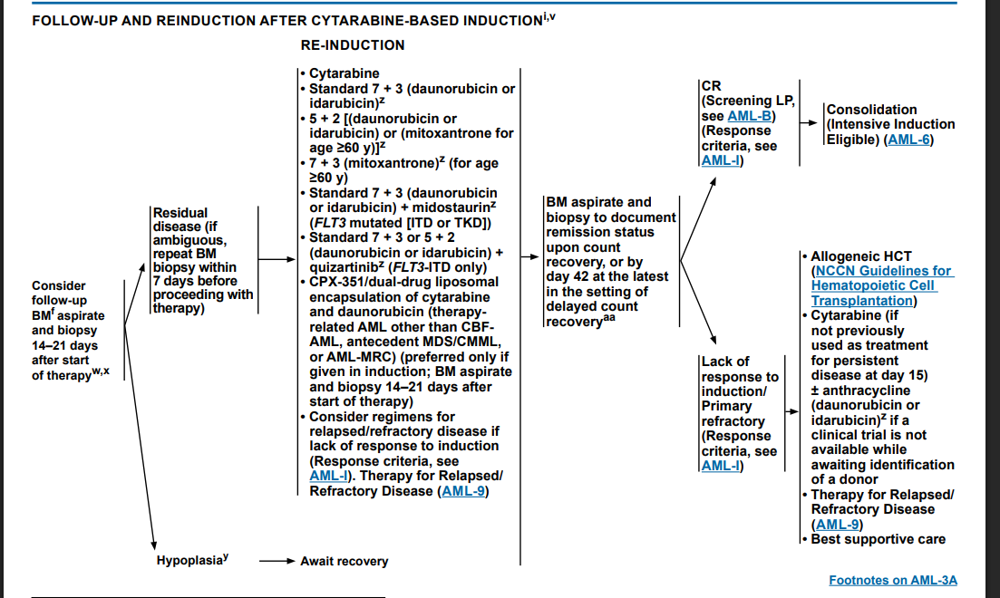 FOLLOW-UP AND REINDUCTION AFTER CYTARABINE-BASED INDUCTIONi,v
RE-INDUCTION
Consider
follow-up
BMf aspirate
and biopsy
14–21 days
after start
of therapyw,x
Residual
disease (if
ambiguous,
repeat BM
biopsy within
7 days before
proceeding with
therapy)
• Cytarabine
• Standard 7 + 3 (daunorubicin or
idarubicin)z
• 5 + 2 [(daunorubicin or
idarubicin) or (mitoxantrone for
age ≥60 y)]z
• 7 + 3 (mitoxantrone)z (for age
≥60 y)
• Standard 7 + 3 (daunorubicin
or idarubicin) + midostaurinz
(FLT3 mutated [ITD or TKD])
• Standard 7 + 3 or 5 + 2
(daunorubicin or idarubicin) +
quizartinibz (FLT3-ITD only)
• CPX-351/dual-drug liposomal
encapsulation of cytarabine
and daunorubicin (therapy-
related AML other than CBF-
AML, antecedent MDS/CMML,
or AML-MRC) (preferred only if
given in induction; BM aspirate
and biopsy 14–21 days after
start of therapy)
• Consider regimens for
relapsed/refractory disease if
lack of response to induction
(Response criteria, see
AML-I). Therapy for Relapsed/
Refractory Disease (AML-9)
Hypoplasiay
Await recovery
BM aspirate and
biopsy to document
remission status
upon count
recovery, or by
day 42 at the latest
in the setting of
delayed count
recoveryaa
CR
(Screening LP,
see AML-B)
(Response
criteria, see
AML-I)
Consolidation
(Intensive Induction
Eligible) (AML-6)
Lack of
response to
induction/
Primary
refractory
(Response
criteria, see
AML-I)
• Allogeneic HCT
(NCCN Guidelines for
Hematopoietic Cell
Transplantation)
• Cytarabine (if
not previously
used as treatment
for persistent
disease at day 15)
± anthracycline
(daunorubicin or
idarubicin)z if a
clinical trial is not
available while
awaiting identification
of a donor
• Therapy for Relapsed/
Refractory Disease
(AML-9)
• Best supportive care
Footnotes on AML-3A